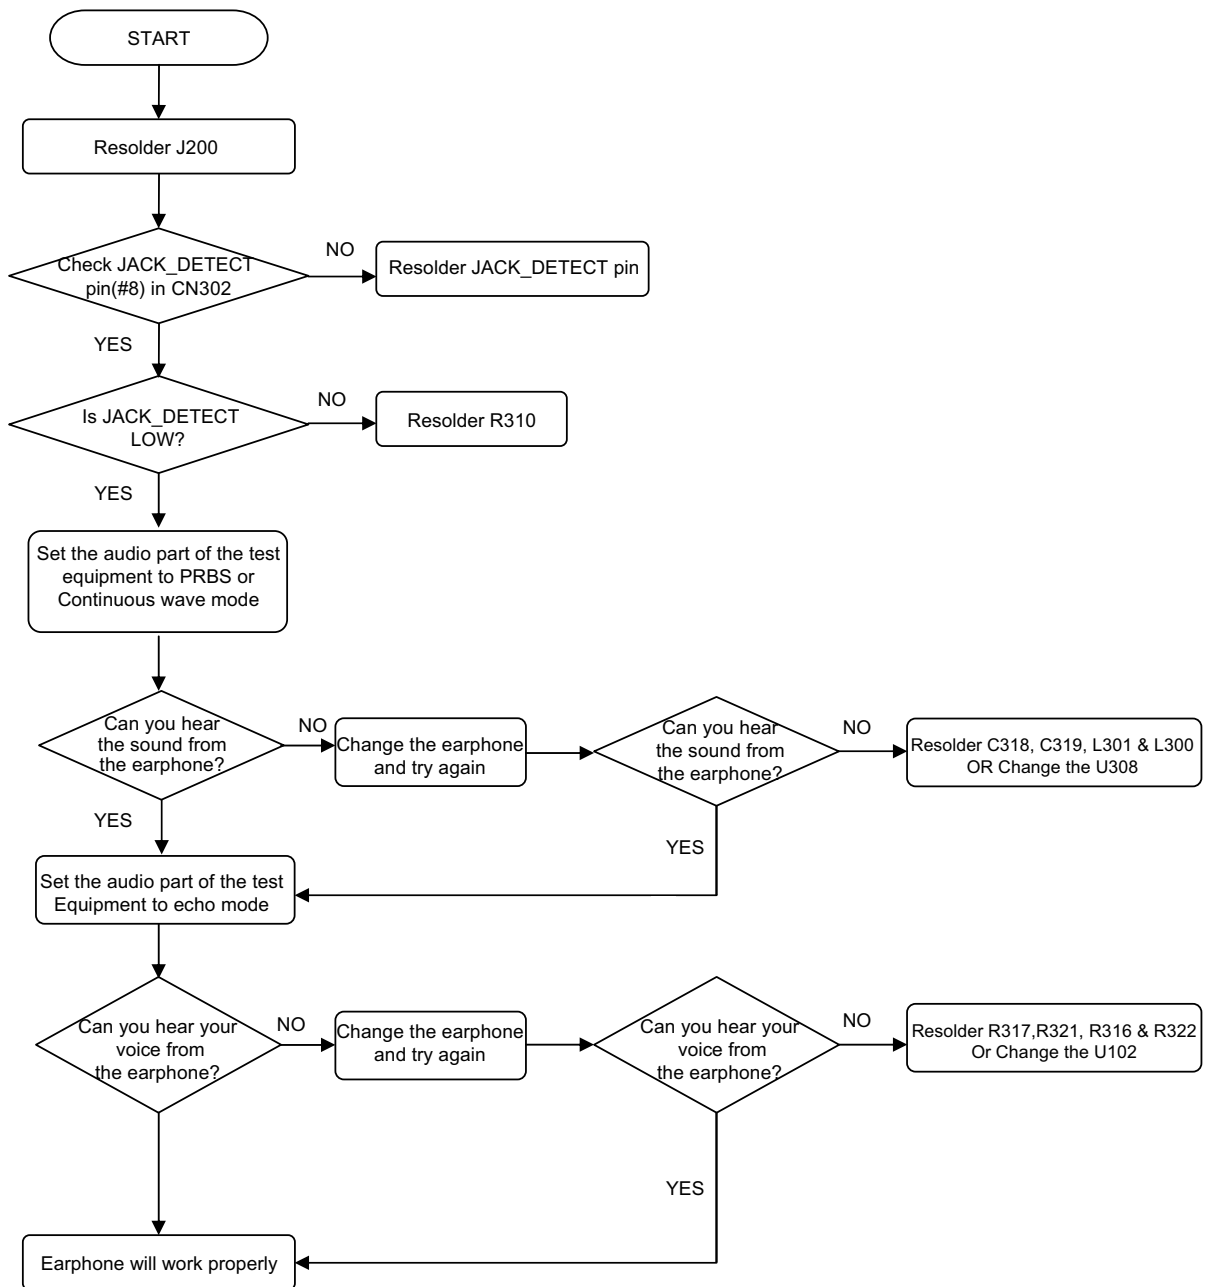 START
Resolder J200
Check JACK_DETECT
pin(#8) in CN302
NO
Resolder JACK_DETECT pin
YES
Is JACK_DETECT
LOW?
NO
Resolder R310
YES
Set the audio part of the test
equipment to PRBS or
Continuous wave mode
Can you hear
the sound from
the earphone?
NO
Change the earphone
and try again
Can you hear
the sound from
the earphone?
NO
Resolder C318, C319, L301 & L300
OR Change the U308
YES
YES
Set the audio part of the test
Equipment to echo mode
Can you hear your
voice from
the earphone?
NO
Change the earphone
and try again
Can you hear your
voice from
the earphone?
NO
Resolder R317,R321, R316 & R322
Or Change the U102
YES
Earphone will work properly